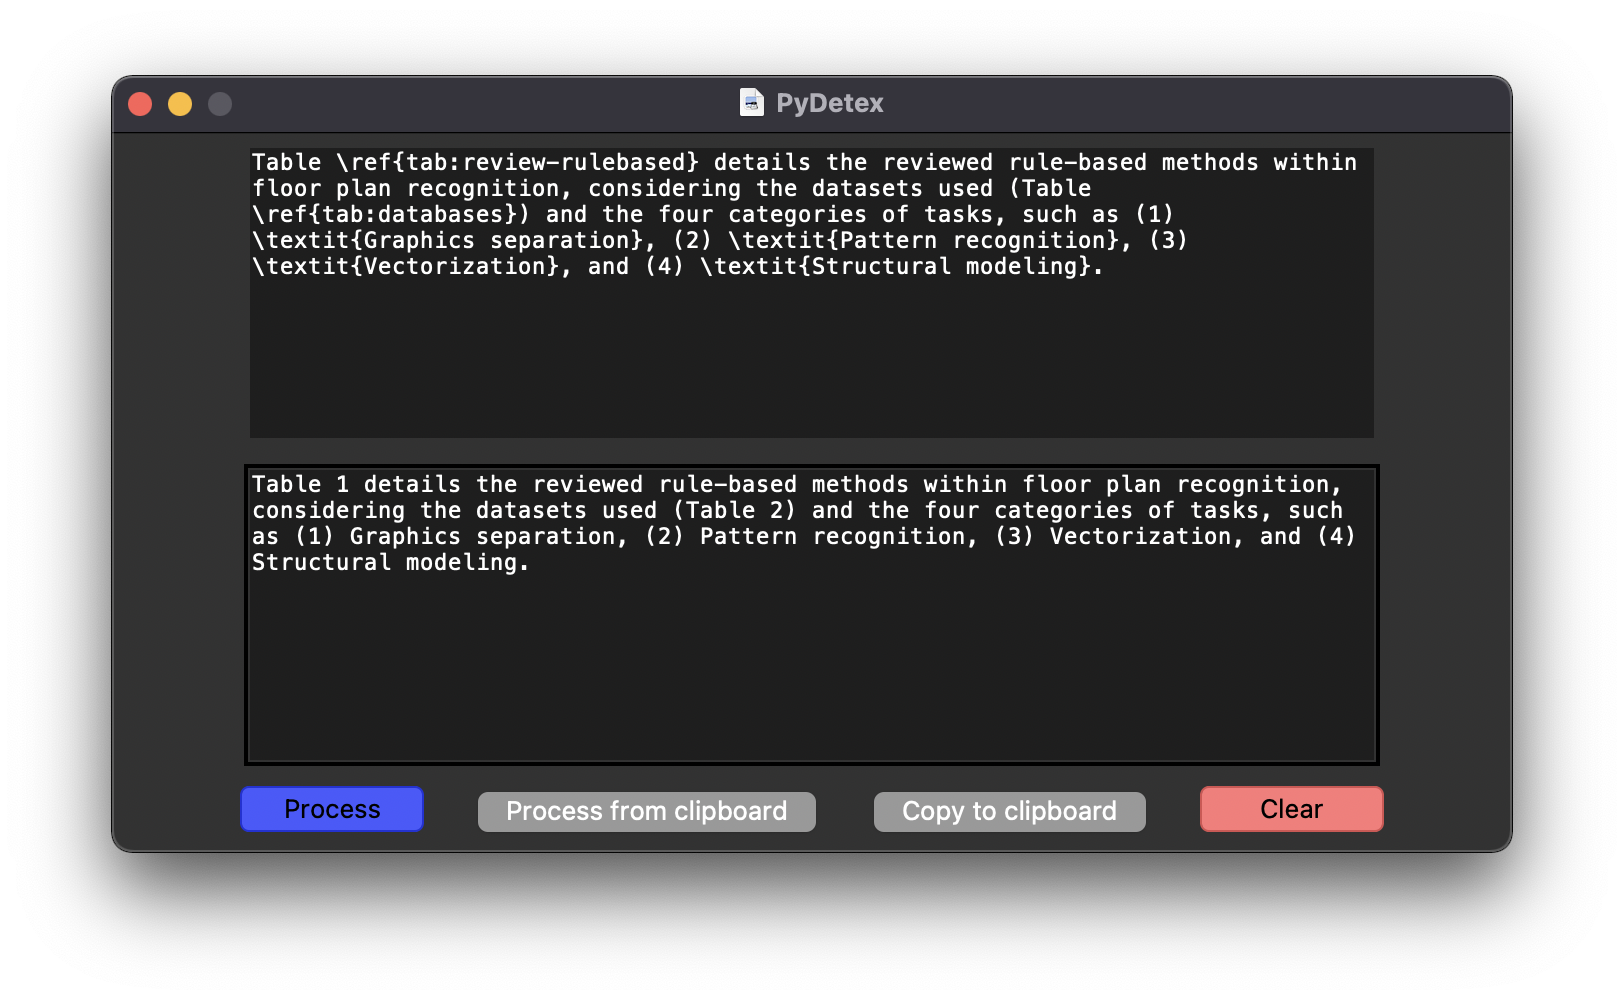 PyDetex
Table \ref{tab:review-rulebased} details the reviewed rule-based methods within
floor plan recognition, considering the datasets used (Table
\ref{tab:databases}) and the four categories of tasks, such as (1)
\textit{Graphics separation}, (2) \textit{Pattern recognition}, (3)
\textit{Vectorization}, and (4) \textit{Structural modeling}.
Table 1 details the reviewed rule-based methods within floor plan recognition,
considering the datasets used (Table 2) and the four categories of tasks, such
as (1) Graphics separation, (2) Pattern recognition, (3) Vectorization, and (4)
Structural modeling.
Process
Process from clipboard
Copy to clipboard
Clear